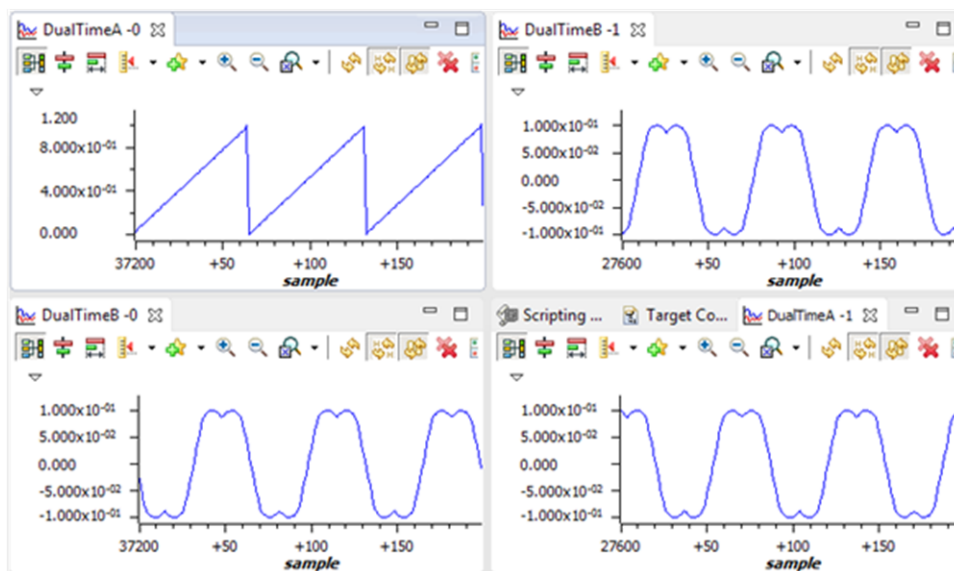 DualTimeA -0
1.200
8.000x10-01
4.000x10-01
0.000
37200 +50 +100 +150
sample
DualTimeB -1
1.000x10-01
5.000x10-02
0.000
-5.000x10-02
-1.000x10-01
27600 +50 +100 +150
sample
DualTimeB -0
1.000x10-01
5.000x10-02
0.000
-5.000x10-02
-1.000x10-01
37200 +50 +100 +150
sample
Scripting ... Target Co... DualTimeA -1
1.000x10-01
5.000x10-02
0.000
-5.000x10-02
-1.000x10-01
27600 +50 +100 +150
sample